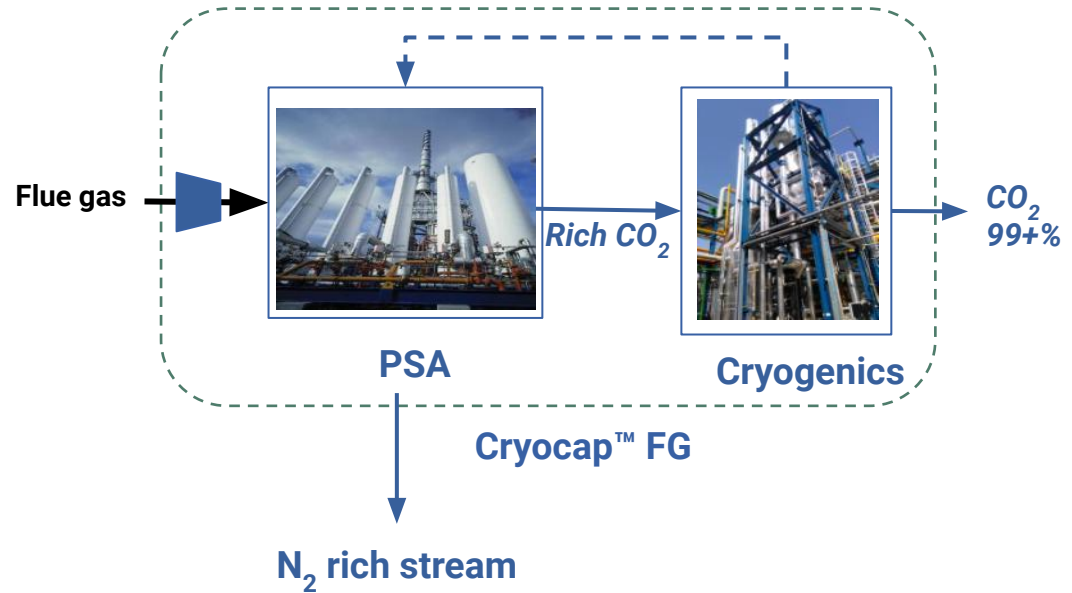 Flue gas
Rich CO₂
CO₂
99+%
PSA
Cryogenics
Cryocap™ FG
N₂ rich stream